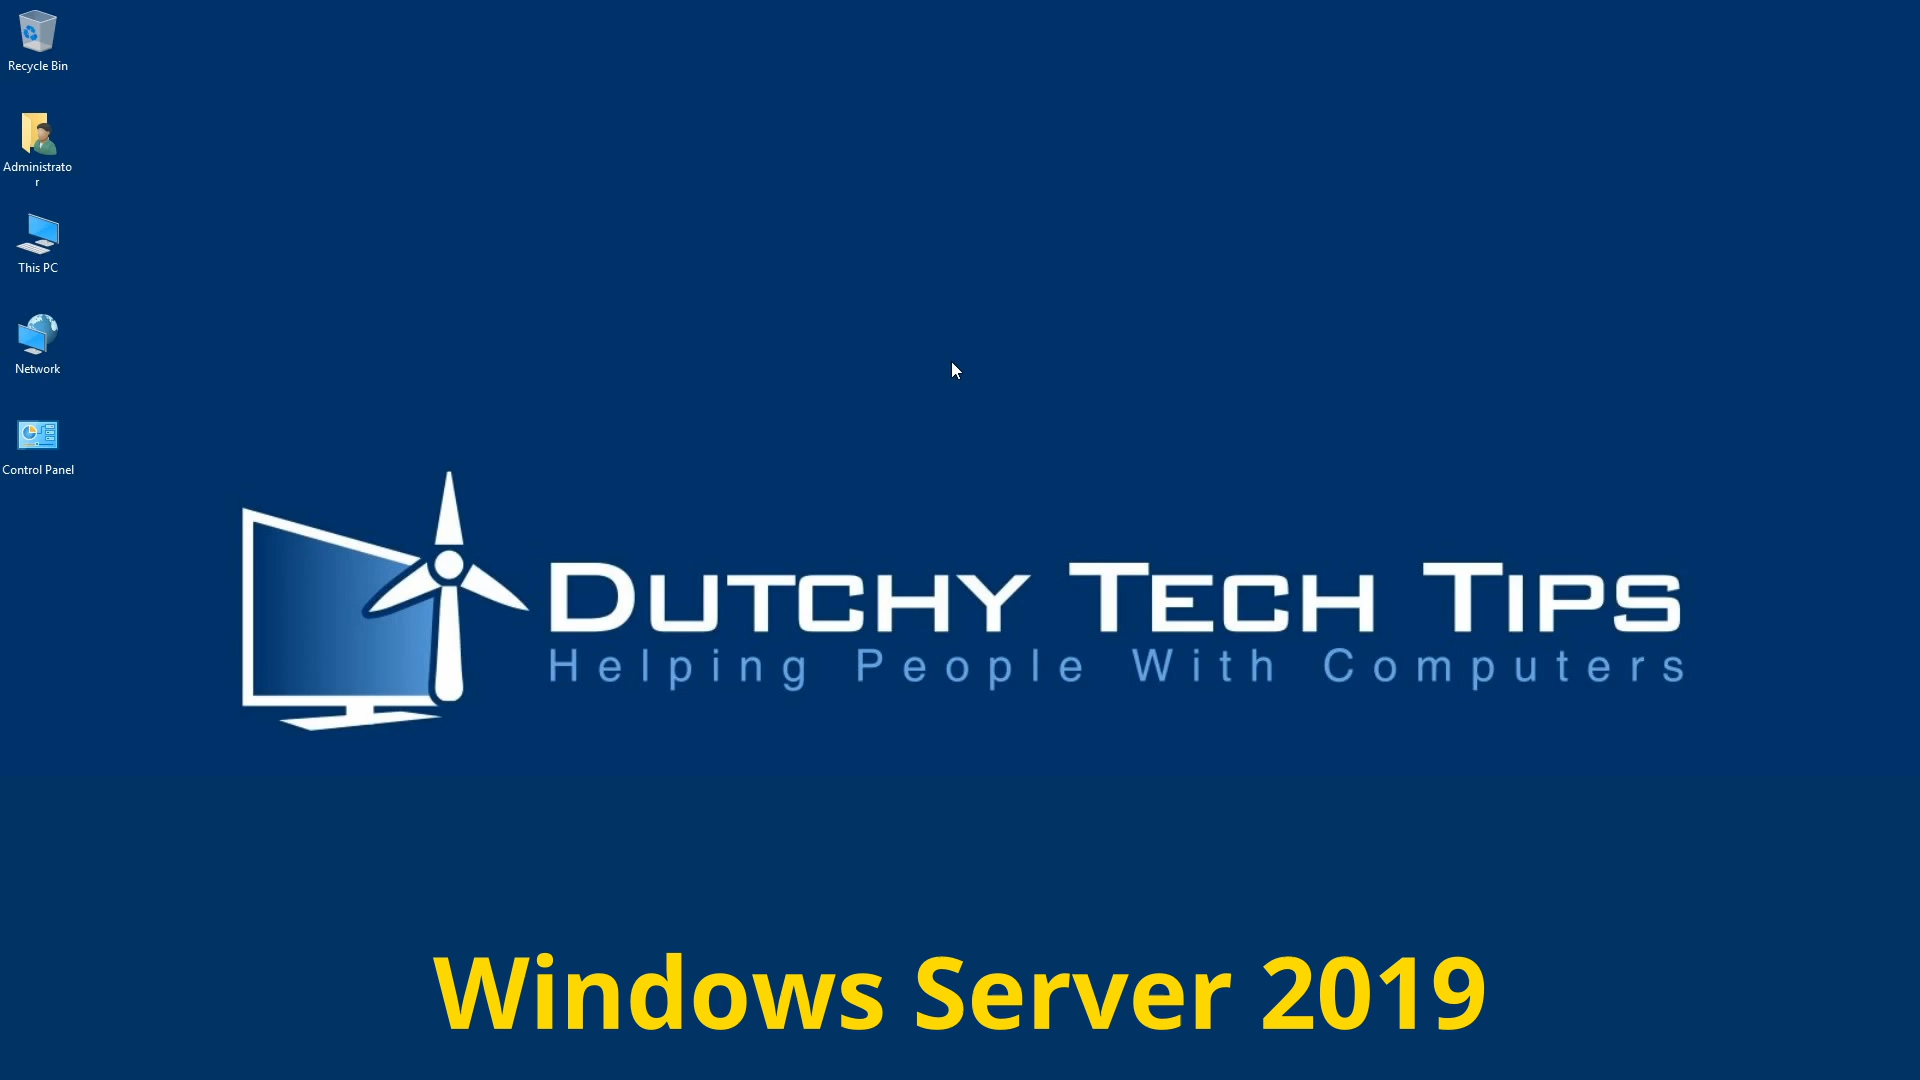 Recycle Bin
Administrato
r
This PC
Network
Control Panel
DUTCHY TECH TIPS
Helping People With Computers
Windows Server 2019